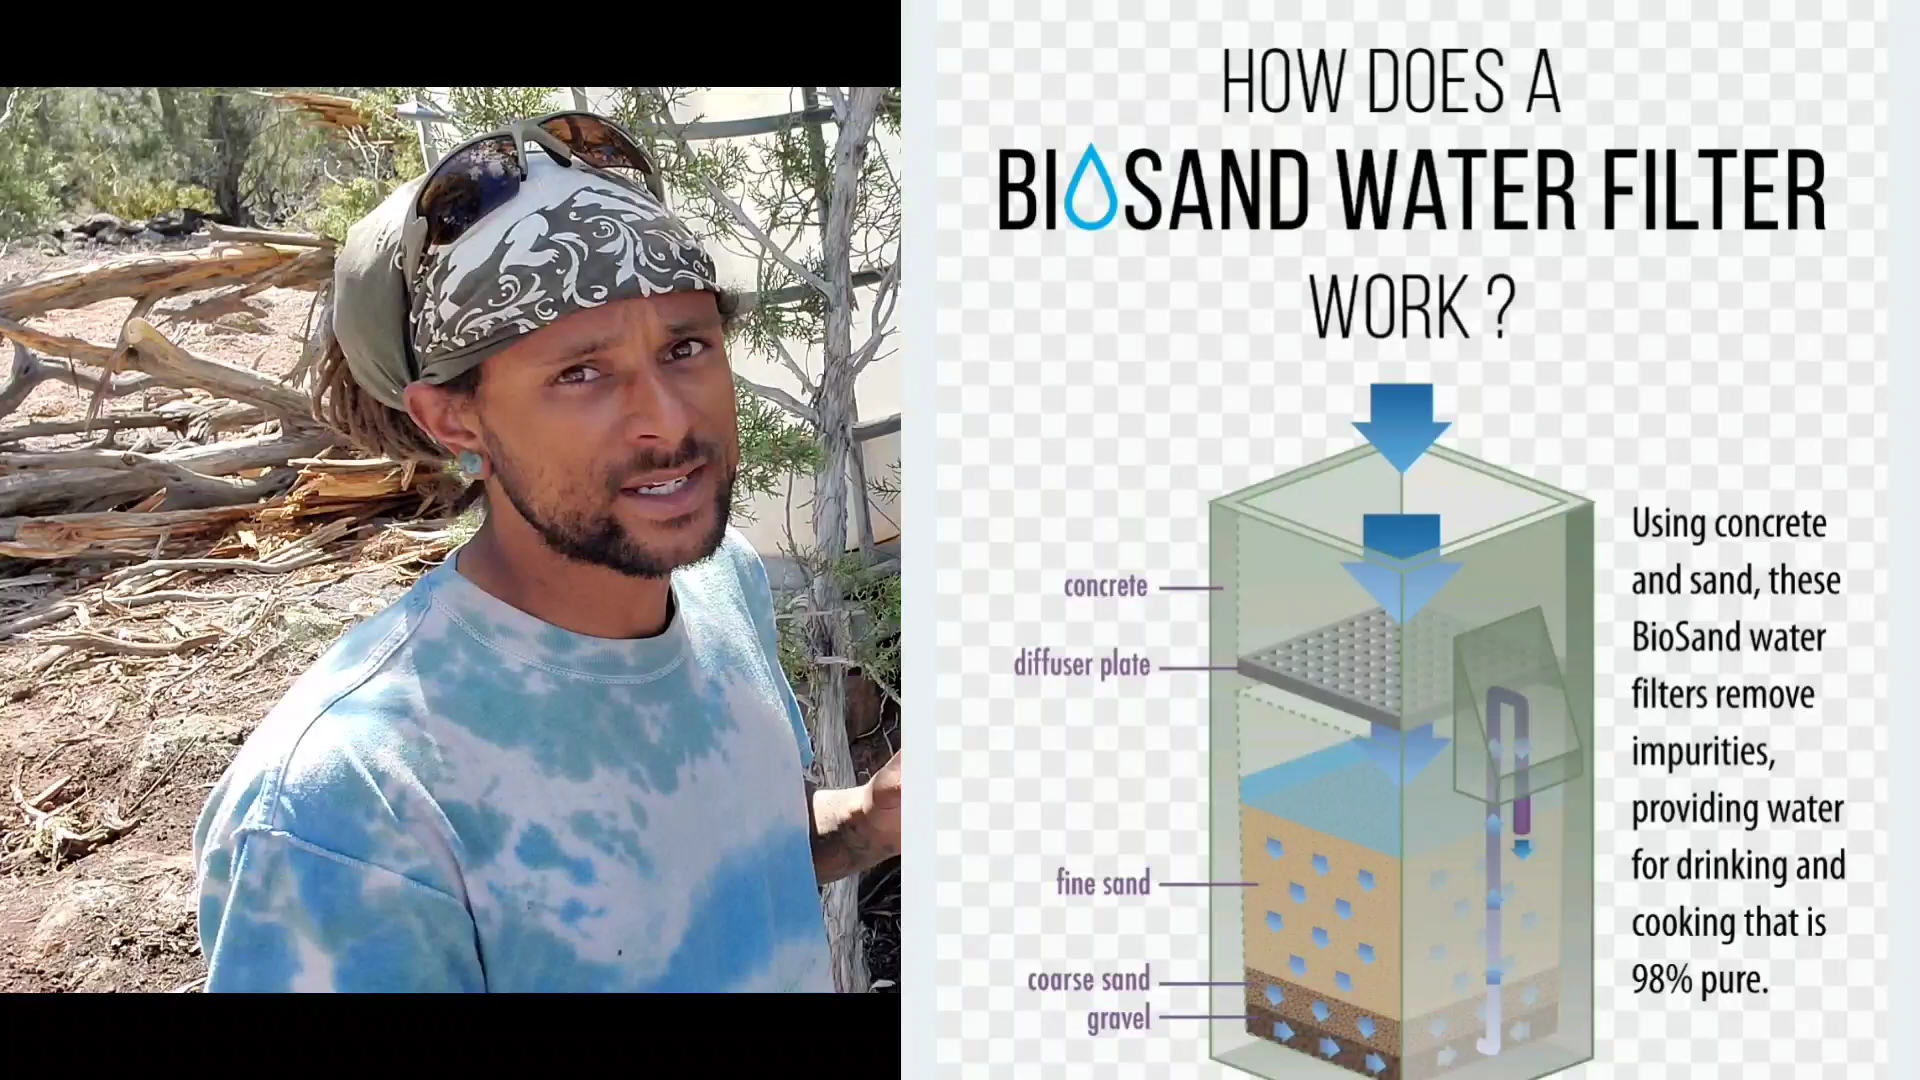 HOW DOES A
BIOSAND WATER FILTER
WORK ?
concrete
diffuser plate
fine sand
coarse sand
gravel
Using concrete
and sand, these
BioSand water
filters remove
impurities,
providing water
for drinking and
cooking that is
98% pure.